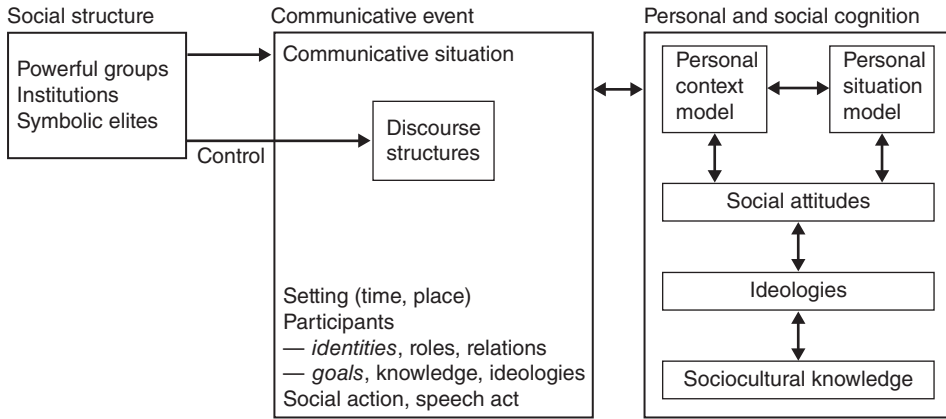 Social structure
Powerful groups
Institutions
Symbolic elites
Control
Communicative event
Communicative situation
Discourse
structures
Setting (time, place)
Participants
— identities, roles, relations
— goals, knowledge, ideologies
Social action, speech act
Personal and social cognition
Personal
context
model
Personal
situation
model
Social attitudes
Ideologies
Sociocultural knowledge